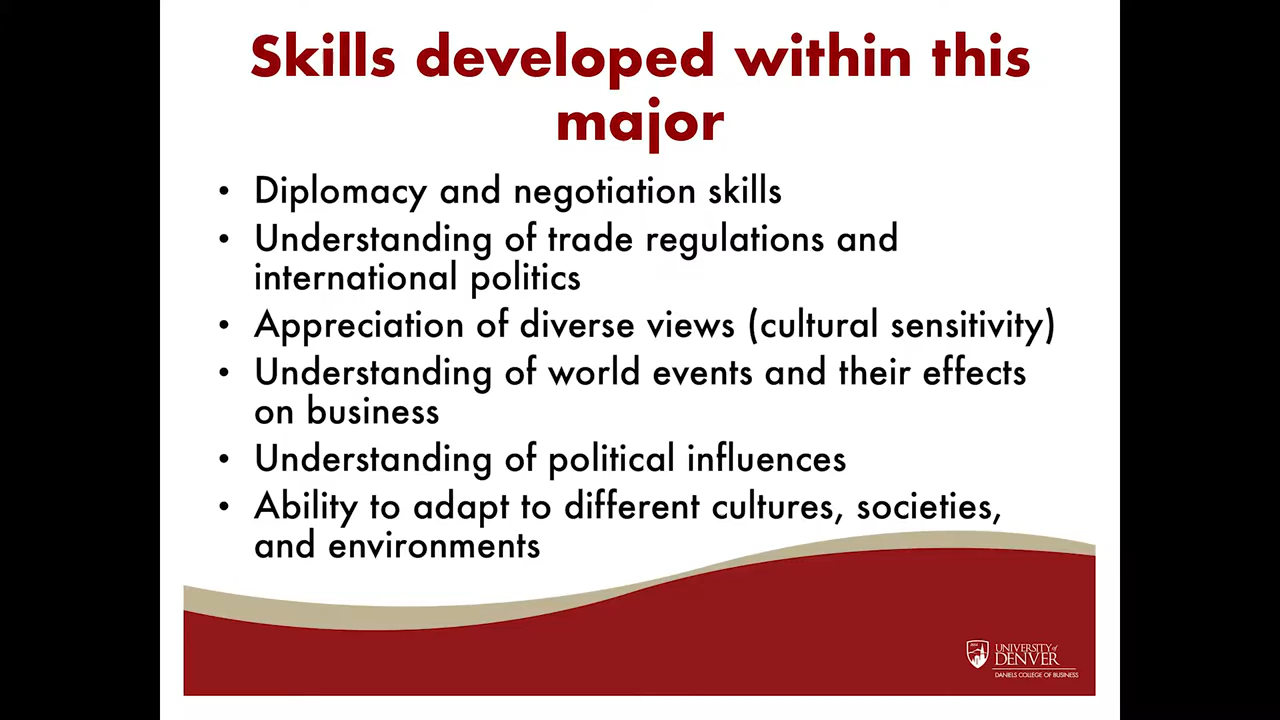 Skills developed within this
major
• Diplomacy and negotiation skills
• Understanding of trade regulations and
international politics
• Appreciation of diverse views (cultural sensitivity)
• Understanding of world events and their effects
on business
• Understanding of political influences
• Ability to adapt to different cultures, societies,
and environments
UNIVERSITY of
DENVER
DANIELS COLLEGE OF BUSINESS